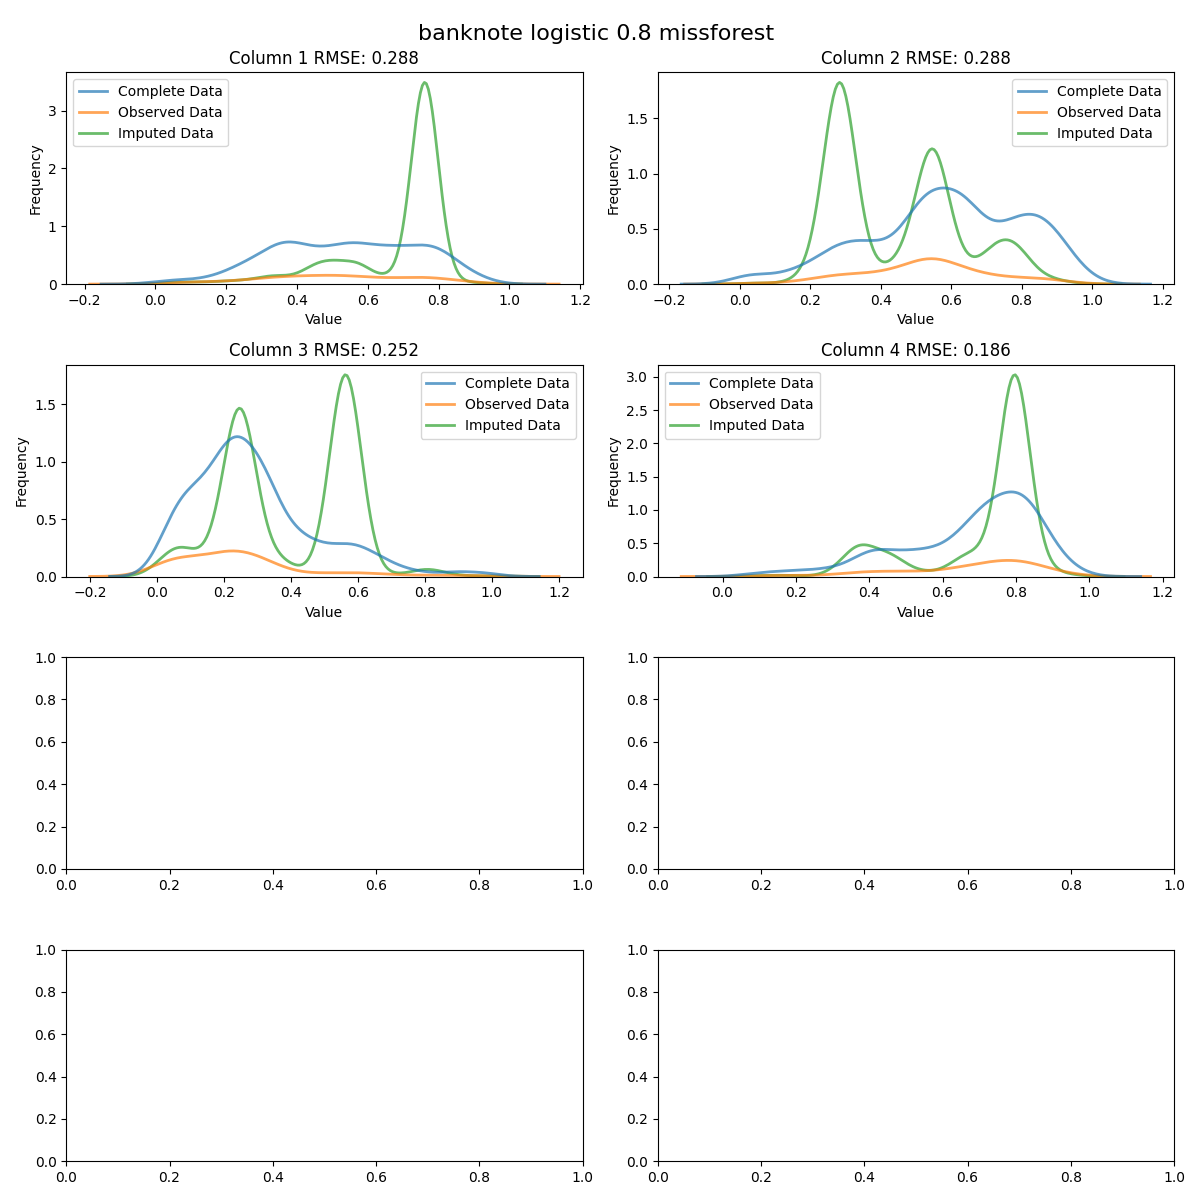 banknote logistic 0.8 missforest
Column 1 RMSE: 0.288
Complete Data
Observed Data
Imputed Data
Frequency
3
2
1
0
−0.2 0.0 0.2 0.4 0.6 0.8 1.0 1.2
Value
Column 2 RMSE: 0.288
Complete Data
Observed Data
Imputed Data
Frequency
1.5
1.0
0.5
0.0
−0.2 0.0 0.2 0.4 0.6 0.8 1.0 1.2
Value
Column 3 RMSE: 0.252
Complete Data
Observed Data
Imputed Data
Frequency
1.5
1.0
0.5
0.0
−0.2 0.0 0.2 0.4 0.6 0.8 1.0 1.2
Value
Column 4 RMSE: 0.186
Complete Data
Observed Data
Imputed Data
Frequency
3.0
2.5
2.0
1.5
1.0
0.5
0.0
0.0 0.2 0.4 0.6 0.8 1.0 1.2
Value
1.0
0.8
0.6
0.4
0.2
0.0
0.0 0.2 0.4 0.6 0.8 1.0
1.0
0.8
0.6
0.4
0.2
0.0
0.0 0.2 0.4 0.6 0.8 1.0
1.0
0.8
0.6
0.4
0.2
0.0
0.0 0.2 0.4 0.6 0.8 1.0
1.0
0.8
0.6
0.4
0.2
0.0
0.0 0.2 0.4 0.6 0.8 1.0